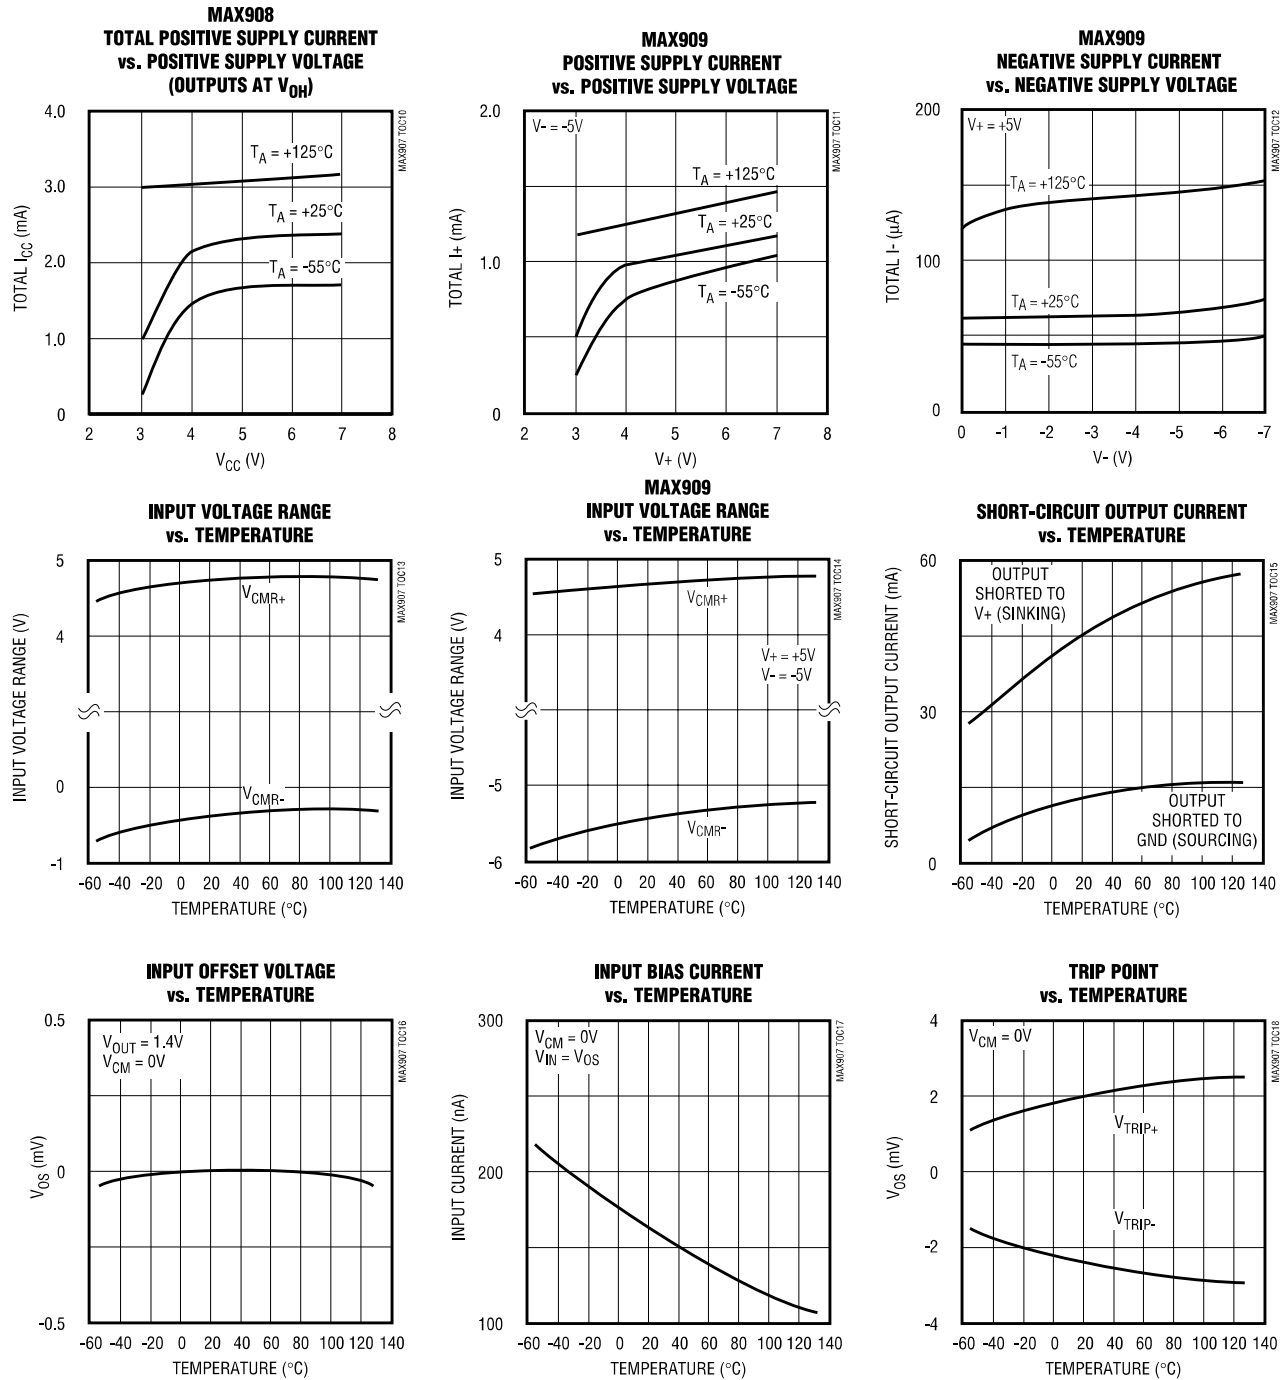 MAX908
TOTAL POSITIVE SUPPLY CURRENT
vs. POSITIVE SUPPLY VOLTAGE
(OUTPUTS AT VOH)
4.0
3.0
2.0
1.0
0
TOTAL ICC (mA)
TA = +125°C
TA = +25°C
TA = -55°C
MAX907 TOC10
2 3 4 5 6 7 8
VCC (V)
MAX909
POSITIVE SUPPLY CURRENT
vs. POSITIVE SUPPLY VOLTAGE
2.0
1.0
0
TOTAL I+ (mA)
V- = -5V
TA = +125°C
TA = +25°C
TA = -55°C
MAX907 TOC11
2 3 4 5 6 7 8
V+ (V)
MAX909
NEGATIVE SUPPLY CURRENT
vs. NEGATIVE SUPPLY VOLTAGE
200
100
0
TOTAL I- (µA)
V+ = +5V
TA = +125°C
TA = +25°C
TA = -55°C
MAX907 TOC12
0 -1 -2 -3 -4 -5 -6 -7
V- (V)
INPUT VOLTAGE RANGE
vs. TEMPERATURE
5
4
0
-1
INPUT VOLTAGE RANGE (V)
VCMR+
VCMR-
MAX907 TOC13
-60 -40 -20 0 20 40 60 80 100 120 140
TEMPERATURE (°C)
MAX909
INPUT VOLTAGE RANGE
vs. TEMPERATURE
5
4
-5
-6
INPUT VOLTAGE RANGE (V)
VCMR+
V+ = +5V
V- = -5V
VCMR-
MAX907 TOC14
-60 -40 -20 0 20 40 60 80 100 120 140
TEMPERATURE (°C)
SHORT-CIRCUIT OUTPUT CURRENT
vs. TEMPERATURE
60
30
0
SHORT-CIRCUIT OUTPUT CURRENT (mA)
OUTPUT
SHORTED TO
V+ (SINKING)
OUTPUT
SHORTED TO
GND (SOURCING)
MAX907 TOC15
-60 -40 -20 0 20 40 60 80 100 120 140
TEMPERATURE (°C)
INPUT OFFSET VOLTAGE
vs. TEMPERATURE
0.5
0
-0.5
VOS (mV)
VOUT = 1.4V
VCM = 0V
MAX907 TOC16
-60 -40 -20 0 20 40 60 80 100 120 140
TEMPERATURE (°C)
INPUT BIAS CURRENT
vs. TEMPERATURE
300
200
100
INPUT CURRENT (nA)
VCM = 0V
VIN = VOS
MAX907 TOC17
-60 -40 -20 0 20 40 60 80 100 120 140
TEMPERATURE (°C)
TRIP POINT
vs. TEMPERATURE
4
2
0
-2
-4
VOS (mV)
VCM = 0V
VTRIP+
VTRIP-
MAX907 TOC18
-60 -40 -20 0 20 40 60 80 100 120 140
TEMPERATURE (°C)